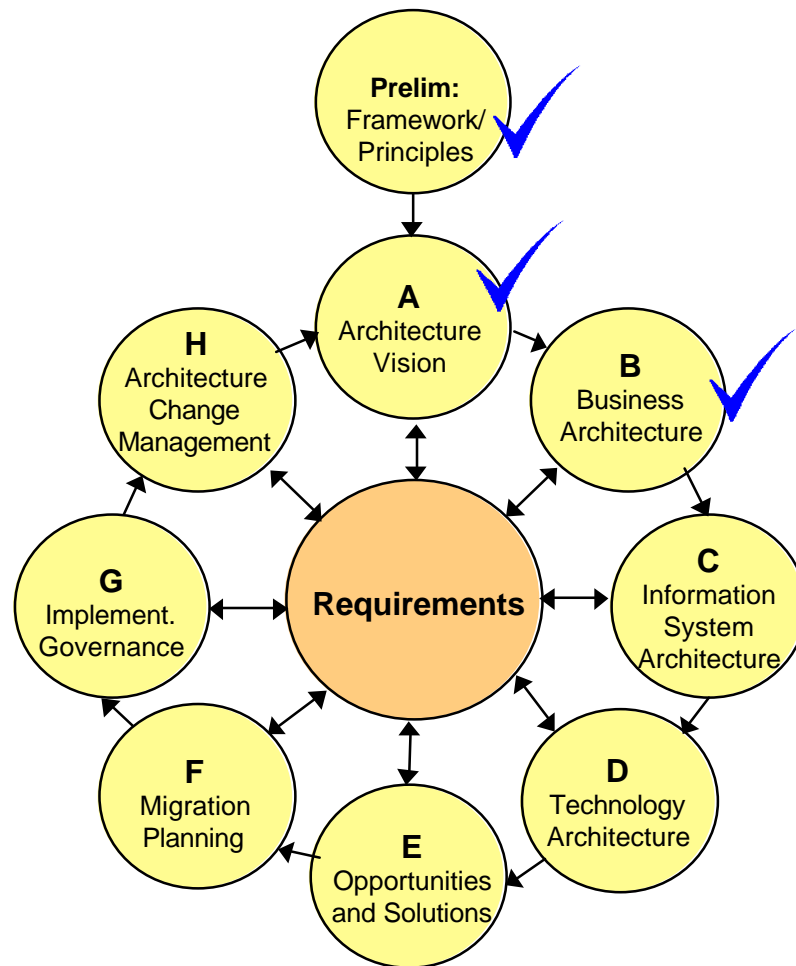 Prelim:
Framework/
Principles
A
Architecture
Vision
B
Business
Architecture
C
Information
System
Architecture
D
Technology
Architecture
E
Opportunities
and Solutions
F
Migration
Planning
G
Implement.
Governance
H
Architecture
Change
Management
Requirements